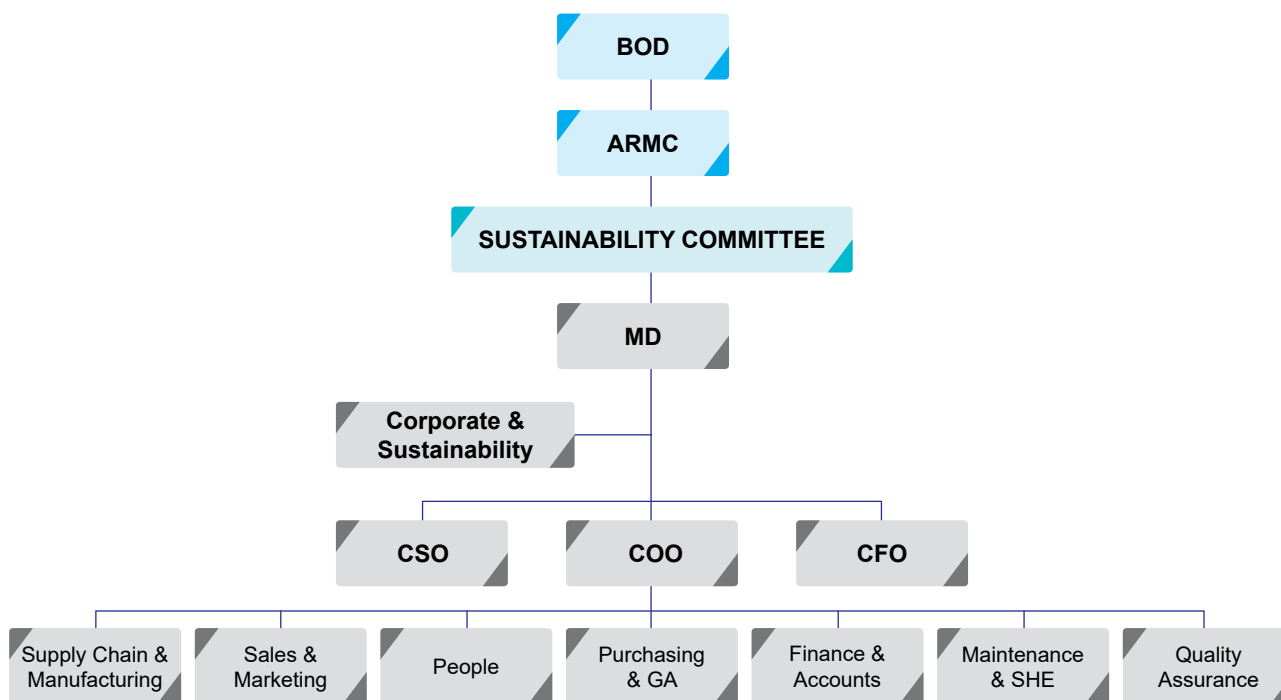 BOD
ARMC
SUSTAINABILITY COMMITTEE
MD
Corporate &
Sustainability
CSO
COO
CFO
Supply Chain &
Manufacturing
Sales &
Marketing
People
Purchasing
& GA
Finance &
Accounts
Maintenance
& SHE
Quality
Assurance